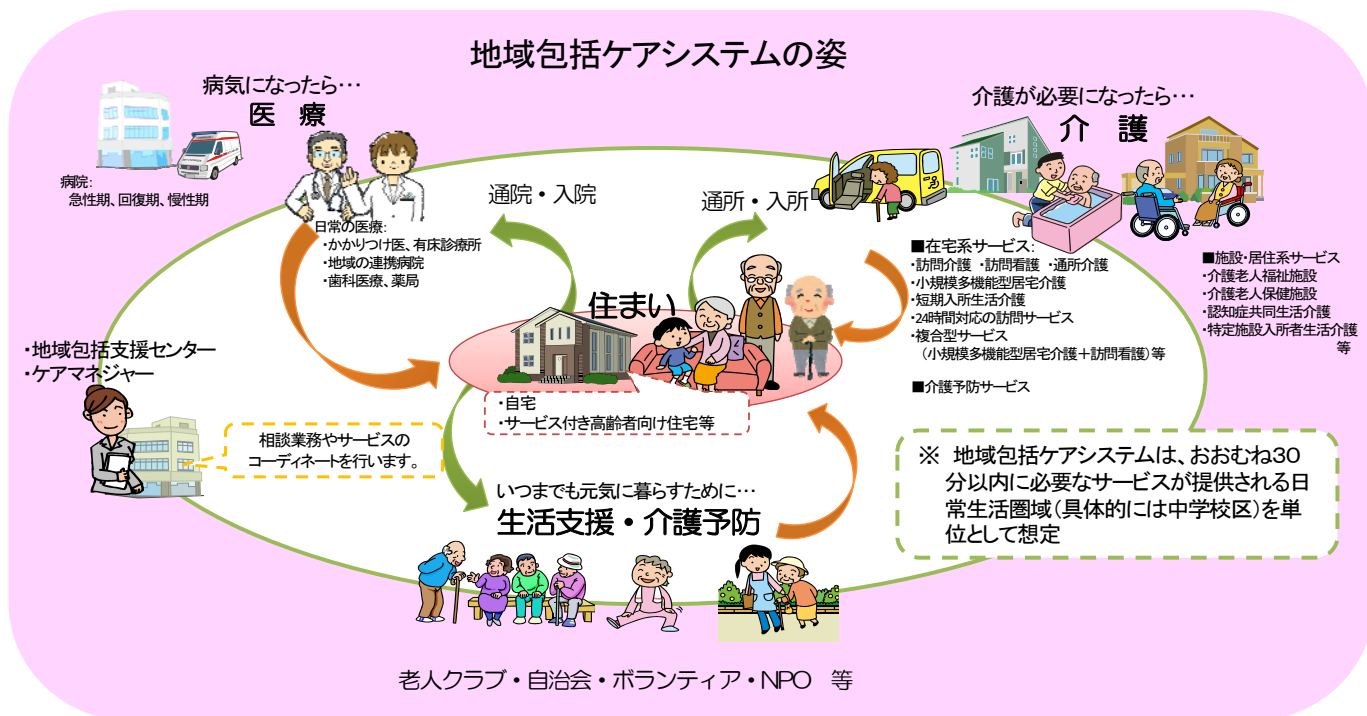 地域包括ケアシステムの姿
病気になったら…
医　療
病院:
急性期、回復期、慢性期
日常の医療:
・かかりつけ医、有床診療所
・地域の連携病院
・歯科医療、薬局
通院・入院
通所・入所
介護が必要になったら…
介　護
■在宅系サービス:
・訪問介護 ・訪問看護 ・通所介護
・小規模多機能型居宅介護
・短期入所生活介護
・24時間対応の訪問サービス
・複合型サービス
（小規模多機能型居宅介護＋訪問看護）等
■介護予防サービス
■施設・居住系サービス
・介護老人福祉施設
・介護老人保健施設
・認知症共同生活介護
・特定施設入所者生活介護
等
住まい
・自宅
・サービス付き高齢者向け住宅等
・地域包括支援センター
・ケアマネジャー
相談業務やサービスの
コーディネートを行います。
いつまでも元気に暮らすために…
生活支援・介護予防
老人クラブ・自治会・ボランティア・NPO　等
※　地域包括ケアシステムは、おおむね30
分以内に必要なサービスが提供される日
常生活圏域（具体的には中学校区）を単
位として想定